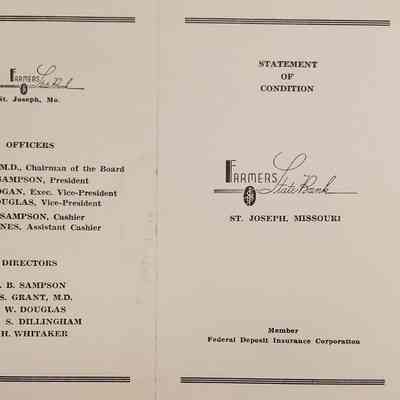 FARMERS State Bank
St. Joseph, Mo.
OFFICERS
M.D., Chairman of the Board
SAMPSON, President
OGAN, Exec. Vice-President
OUGLAS, Vice-President
SAMPSON, Cashier
NES, Assistant Cashier
DIRECTORS
. B. SAMPSON
S. GRANT, M.D.
W. DOUGLAS
S. DILLINGHAM
H. WHITAKER
STATEMENT
OF
CONDITION
FARMERS State Bank
ST. JOSEPH, MISSOURI
Member
Federal Deposit Insurance Corporation